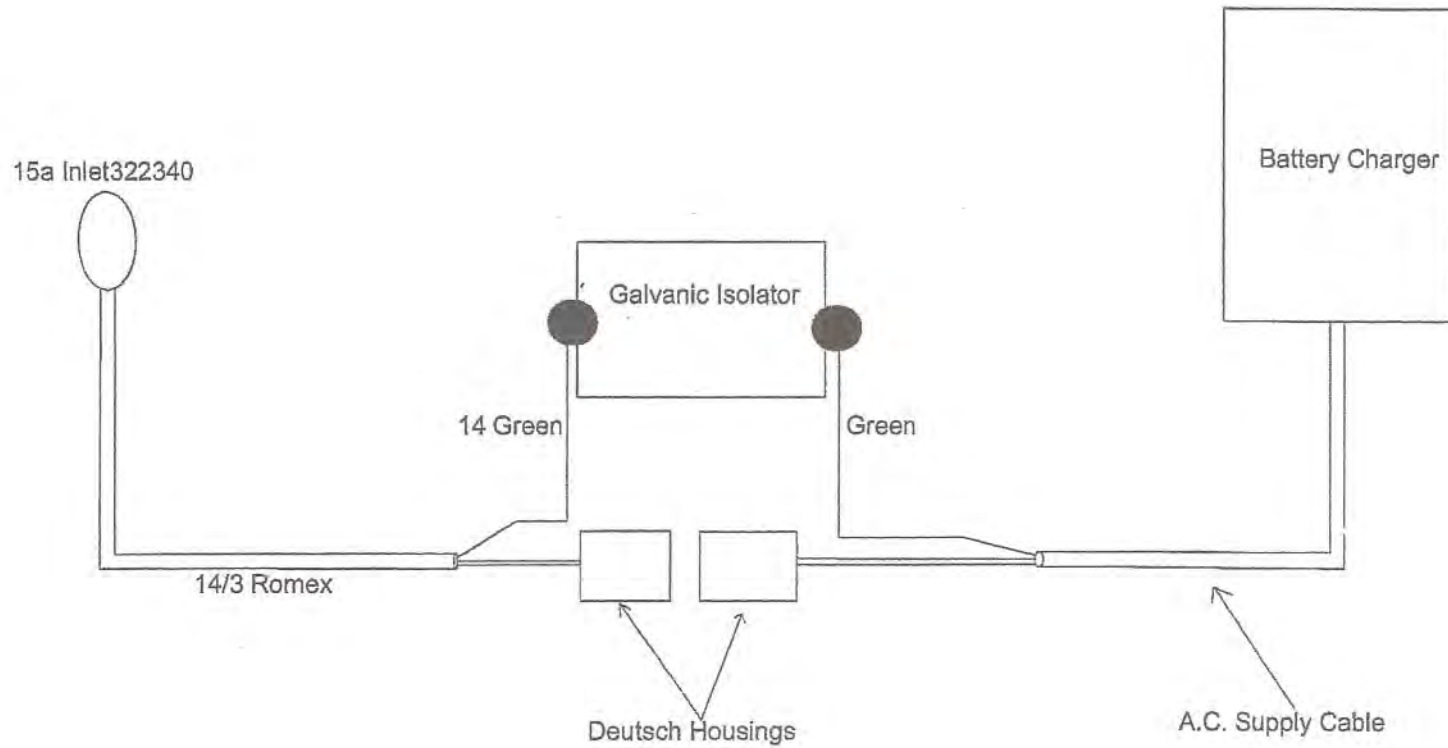 15a Inlet322340
Battery Charger
Galvanic Isolator
14 Green
Green
14/3 Romex
Deutsch Housings
A.C. Supply Cable